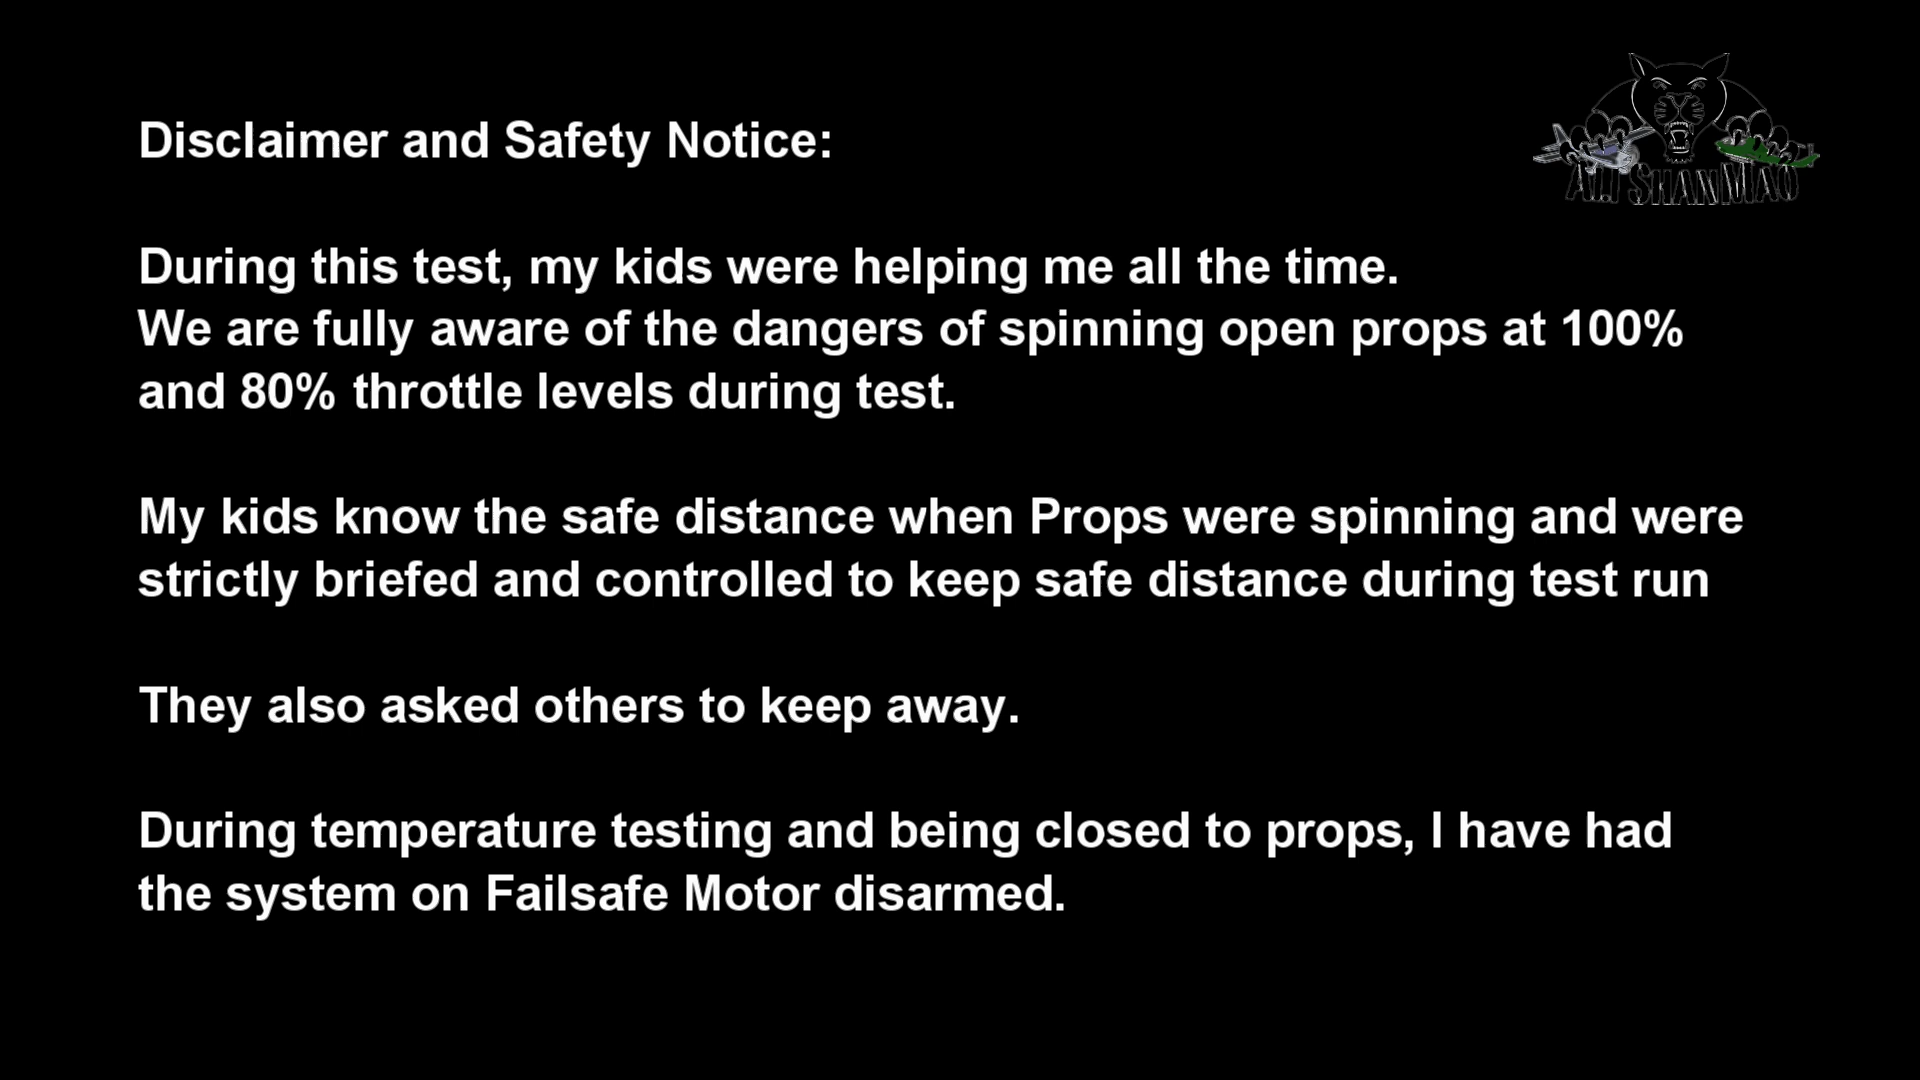 Disclaimer and Safety Notice:
ALI SHANMAO
During this test, my kids were helping me all the time.
We are fully aware of the dangers of spinning open props at 100%
and 80% throttle levels during test.
My kids know the safe distance when Props were spinning and were
strictly briefed and controlled to keep safe distance during test run
They also asked others to keep away.
During temperature testing and being closed to props, I have had
the system on Failsafe Motor disarmed.